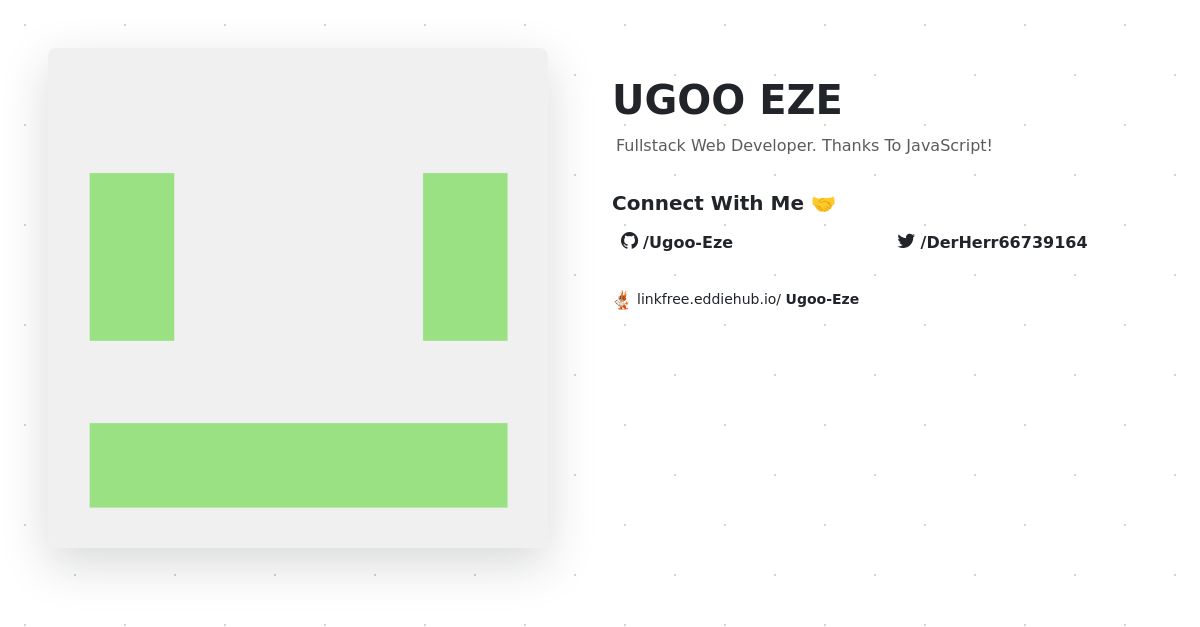 UGOO EZE
Fullstack Web Developer. Thanks To JavaScript!
Connect With Me 🤝
/Ugoo-Eze /DerHerr66739164
linkfree.eddiehub.io/ Ugoo-Eze